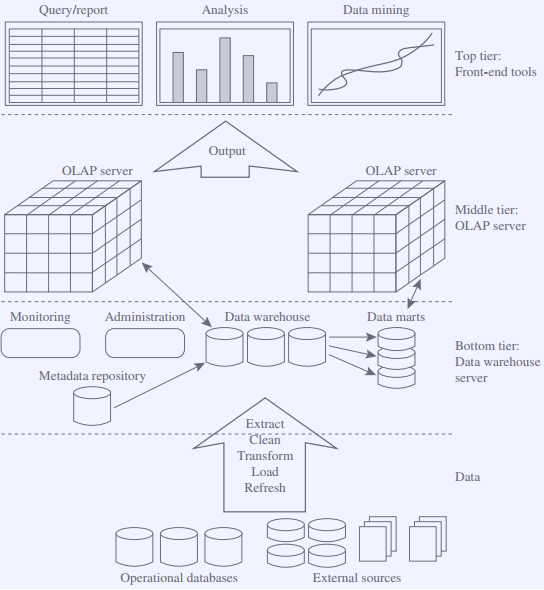 Query/report
Analysis
Data mining
Top tier:
Front-end tools
Output
OLAP server
OLAP server
Middle tier:
OLAP server
Monitoring
Administration
Data warehouse
Data marts
Bottom tier:
Data warehouse
server
Metadata repository
Extract
Clean
Transform
Load
Refresh
Data
Operational databases
External sources